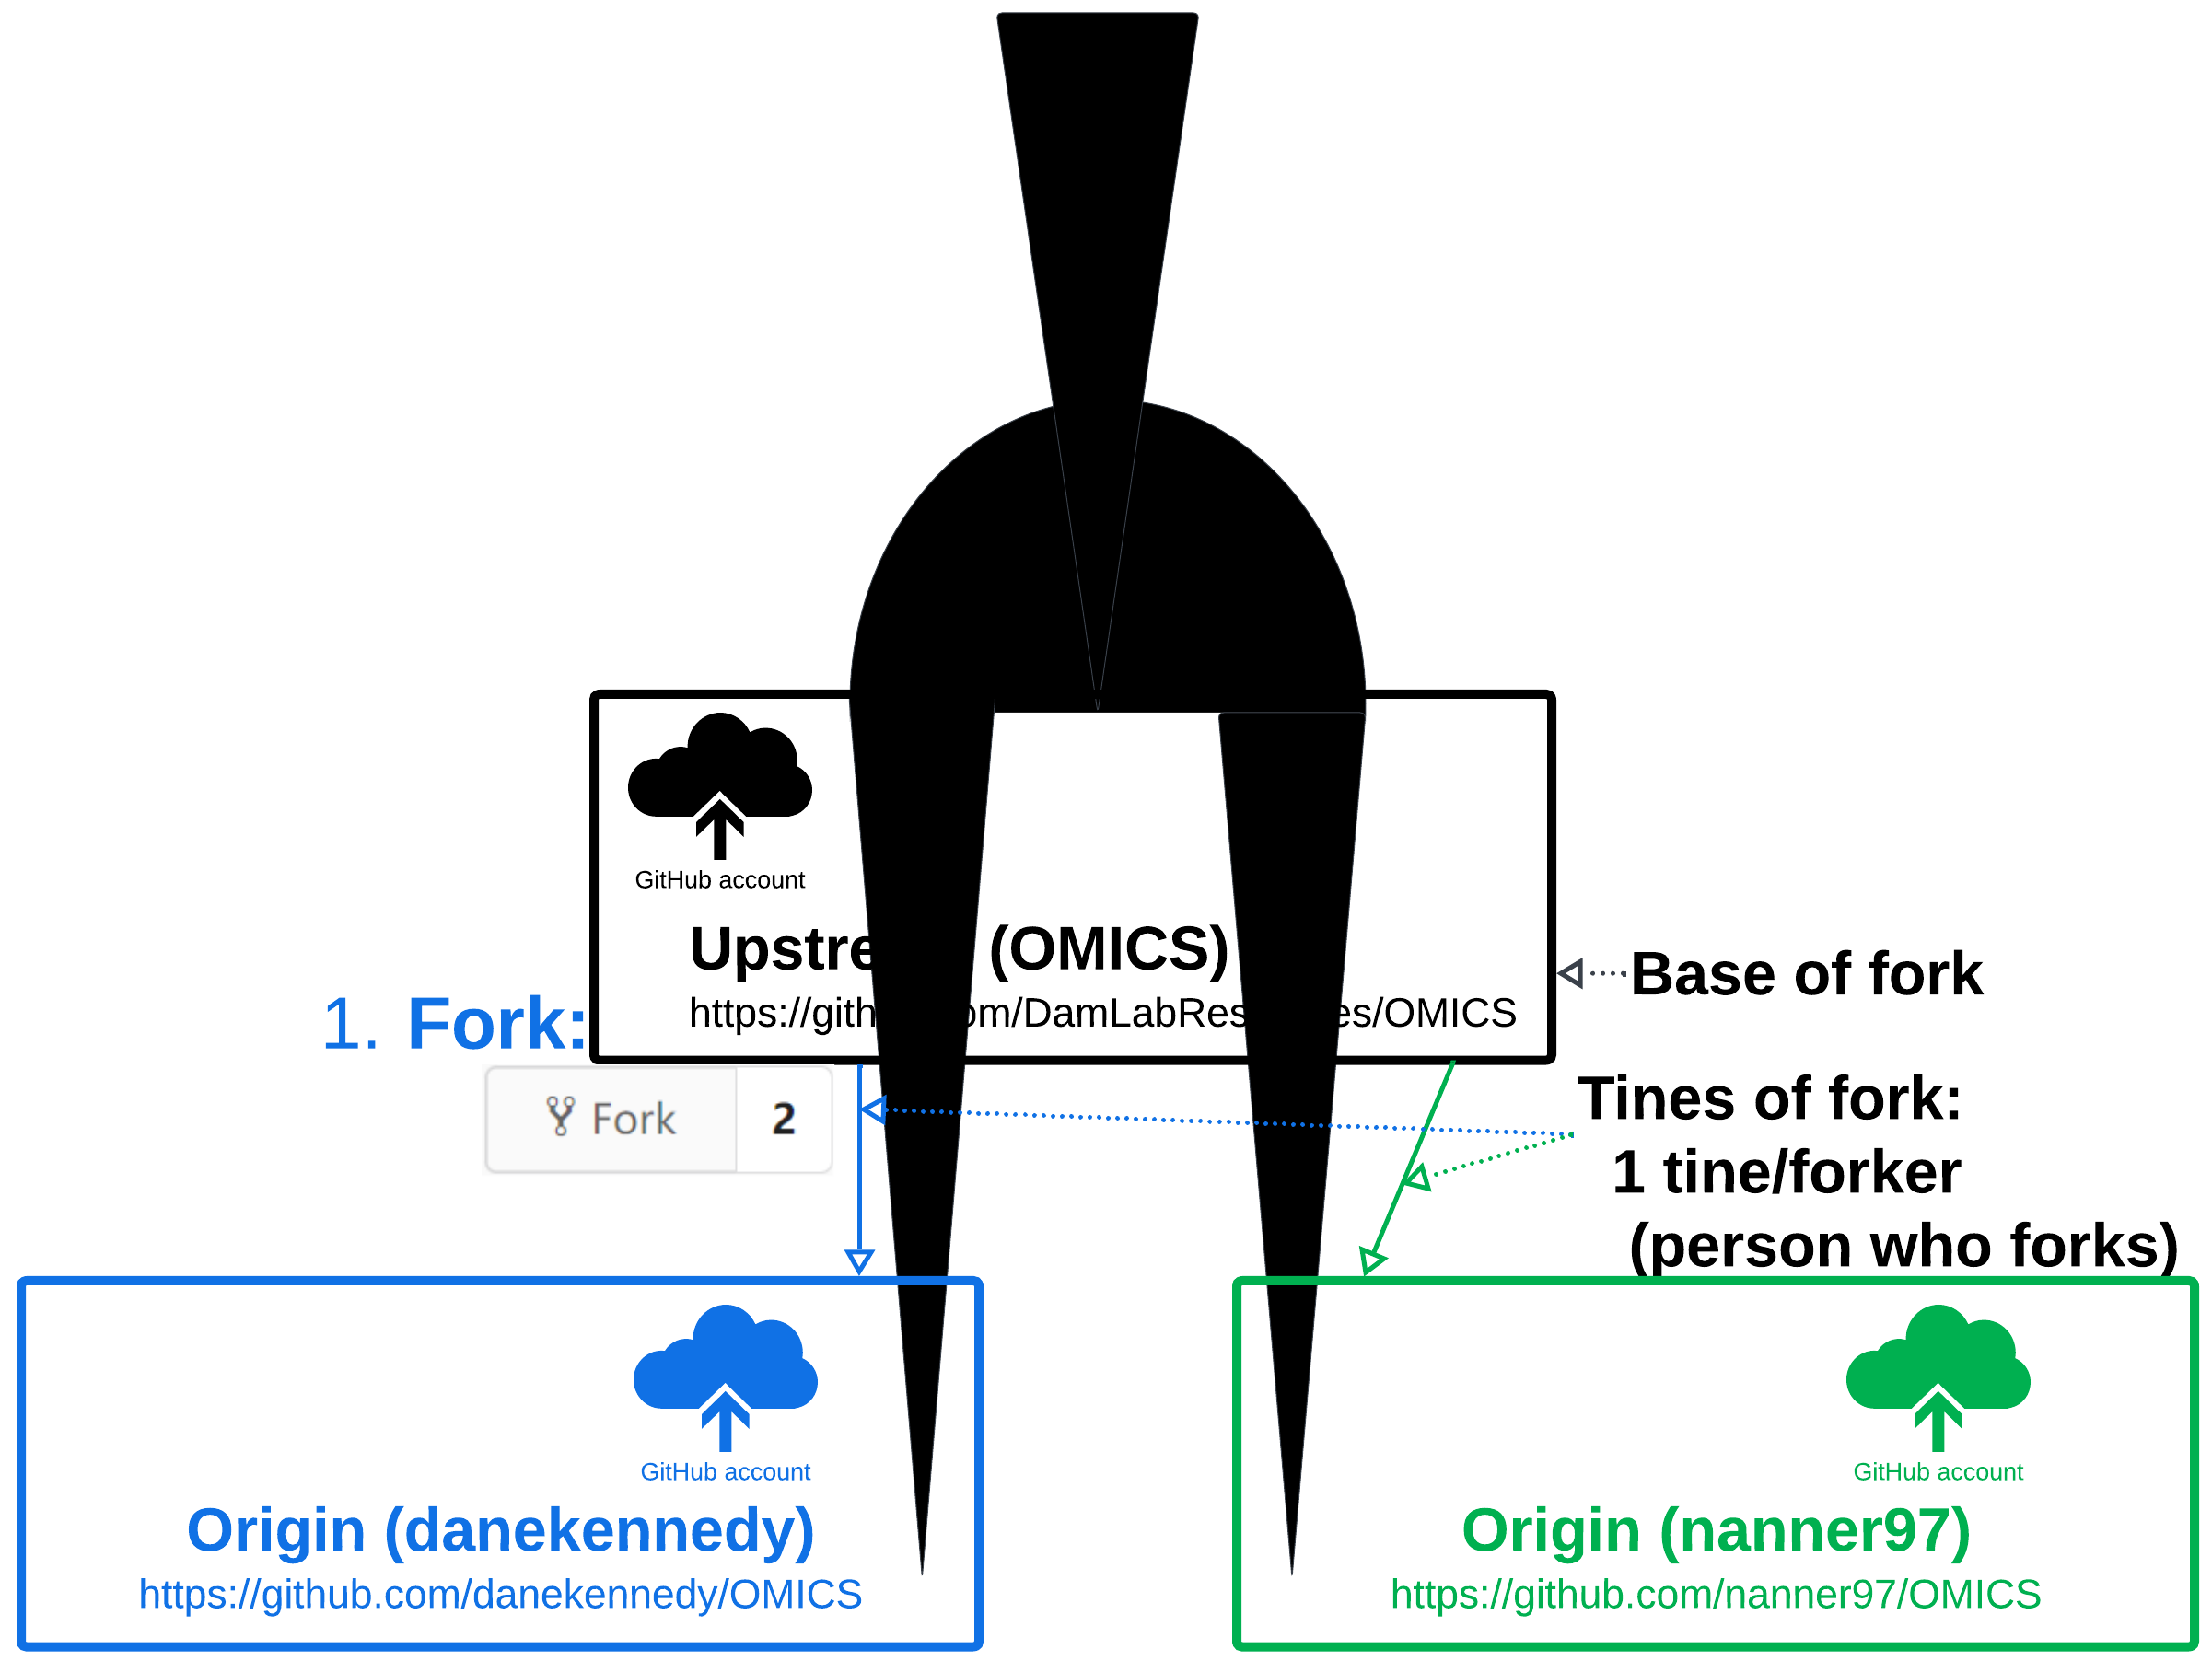 GitHub account
Upstre (OMICS)
https://gith om/DamLabRes es/OMICS
Base of fork
1. Fork:
Fork 2
Tines of fork:
1 tine/forker
(person who forks)
GitHub account
Origin (danekennedy)
https://github.com/danekennedy/OMICS
GitHub account
Origin (nanner97)
https://github.com/nanner97/OMICS